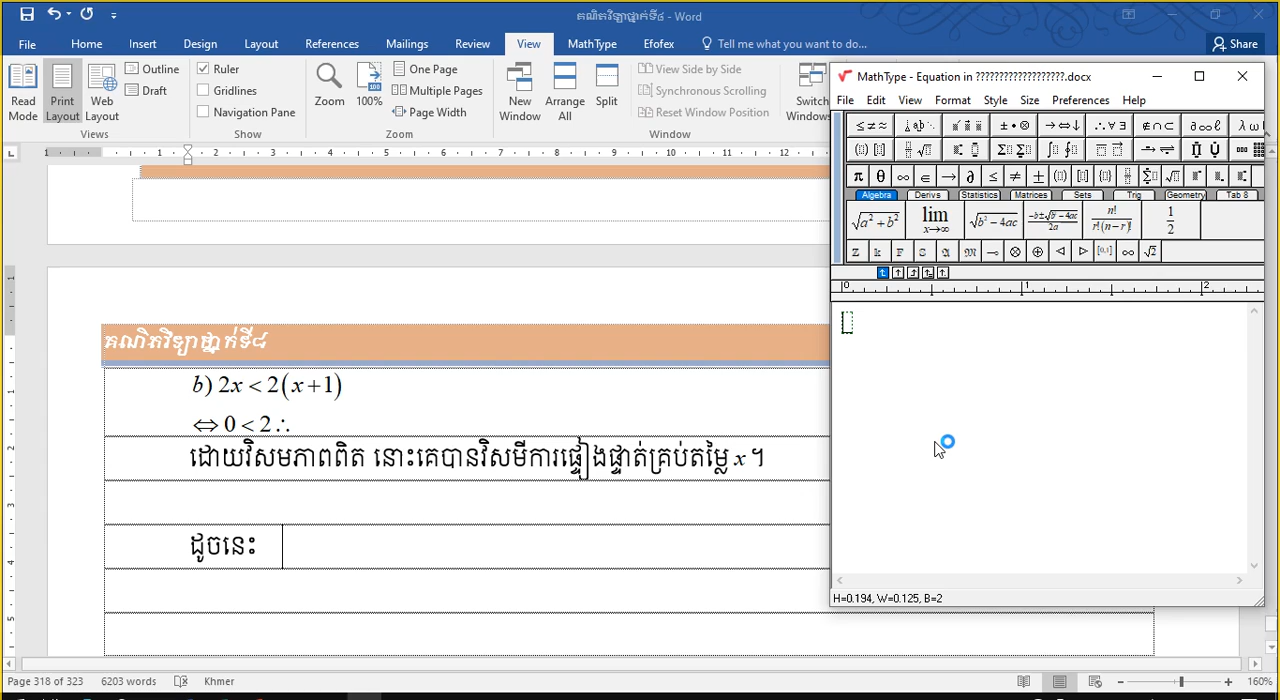 គណិតវិទ្យាថ្នាក់ទី៨ - Word
File Home Insert Design Layout References Mailings Review View MathType Efofex Tell me what you want to do... Share
Read Mode
Print Layout
Web Layout
Outline
Draft
Views
Ruler
Gridlines
Navigation Pane
Show
Zoom
100%
One Page
Multiple Pages
Page Width
Zoom
New Window
Arrange All
Split
View Side by Side
Synchronous Scrolling
Reset Window Position
Window
Switch Windows
MathType - Equation in ???????????????????.docx
File Edit View Format Style Size Preferences Help
Algebra Derivs Statistics Matrices Sets Trig Geometry Tab 8
H=0.194, W=0.125, B=2
គណិតវិទ្យាថ្នាក់ទី៨
b) 2x < 2(x+1)
⇔ 0 < 2 ∴
ដោយវិសមភាពពិត នោះគេបានវិសមីការផ្ទៀងផ្ទាត់គ្រប់តម្លៃ x ។
ដូចនេះ
Page 318 of 323 6203 words Khmer 160%